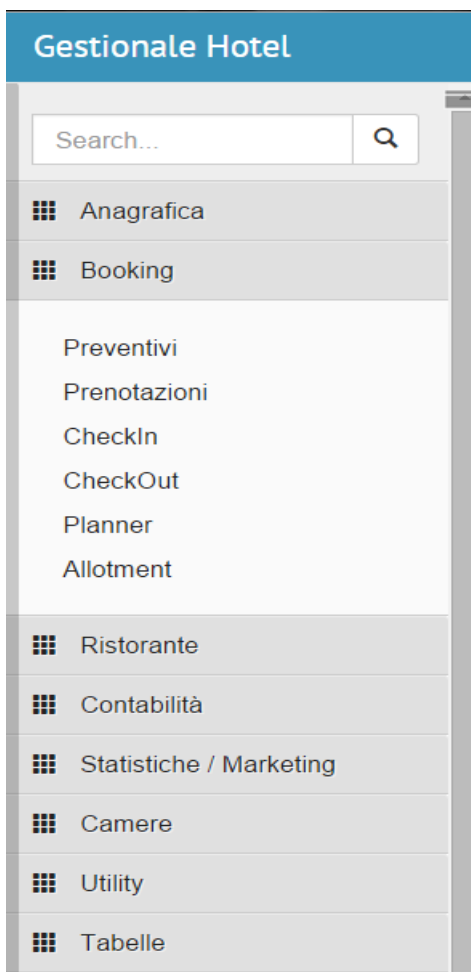 Gestionale Hotel
Search...
Anagrafica
Booking
Preventivi
Prenotazioni
CheckIn
CheckOut
Planner
Allotment
Ristorante
Contabilità
Statistiche / Marketing
Camere
Utility
Tabelle